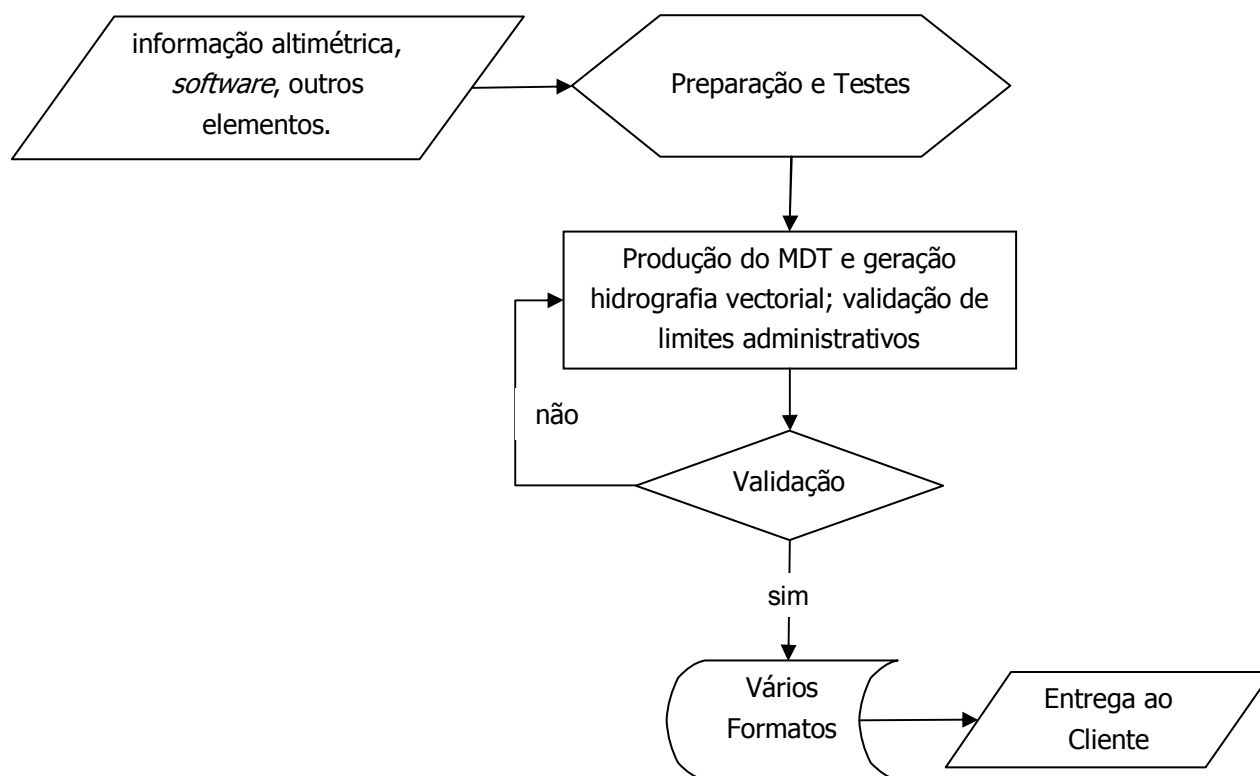 informação altimétrica,
software, outros
elementos.
Preparação e Testes
Produção do MDT e geração
hidrografia vectorial; validação de
limites administrativos
não
Validação
sim
Vários
Formatos
Entrega ao
Cliente